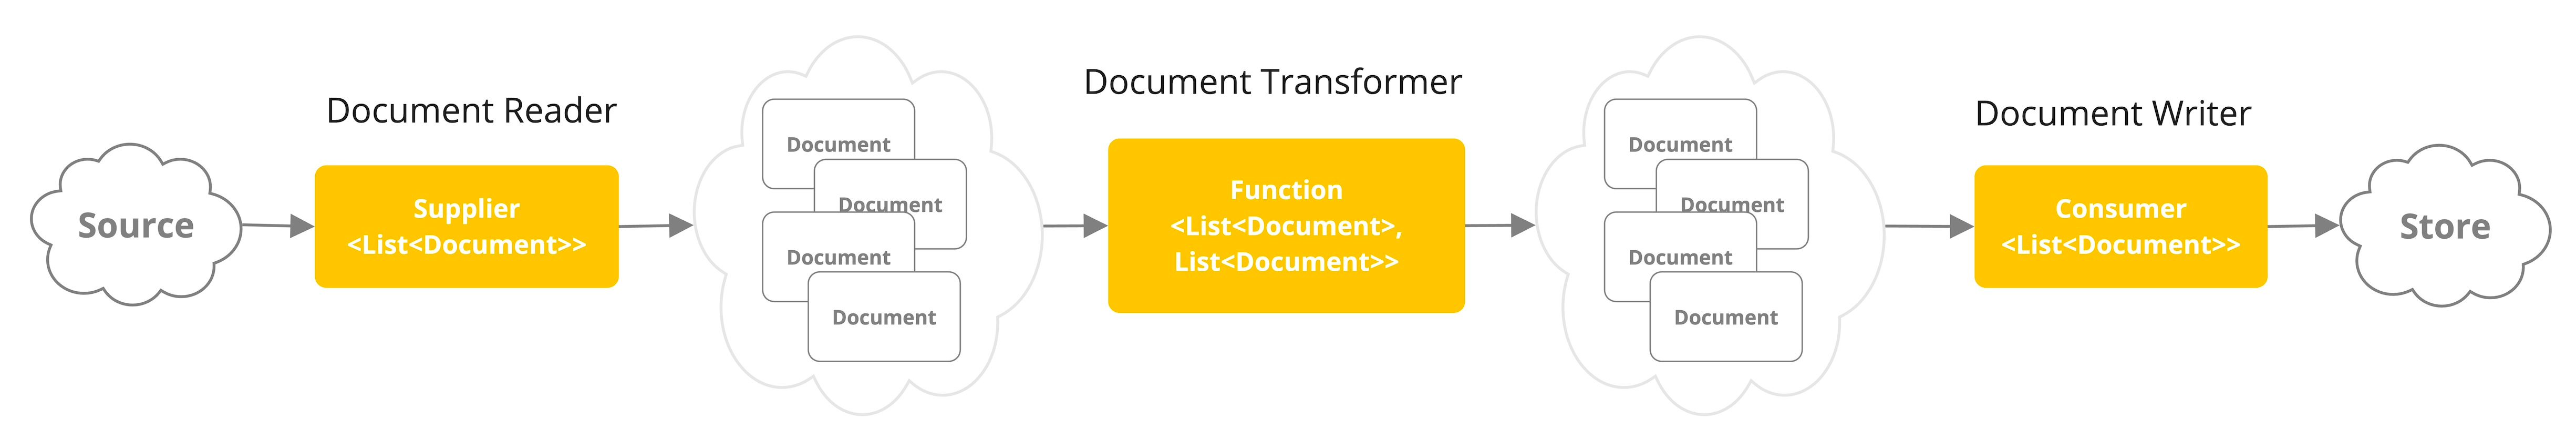 Source
Document Reader
Supplier
<List<Document>>
Document
Document
Document
Document
Document Transformer
Function
<List<Document>,
List<Document>>
Document
Document
Document
Document
Document Writer
Consumer
<List<Document>>
Store